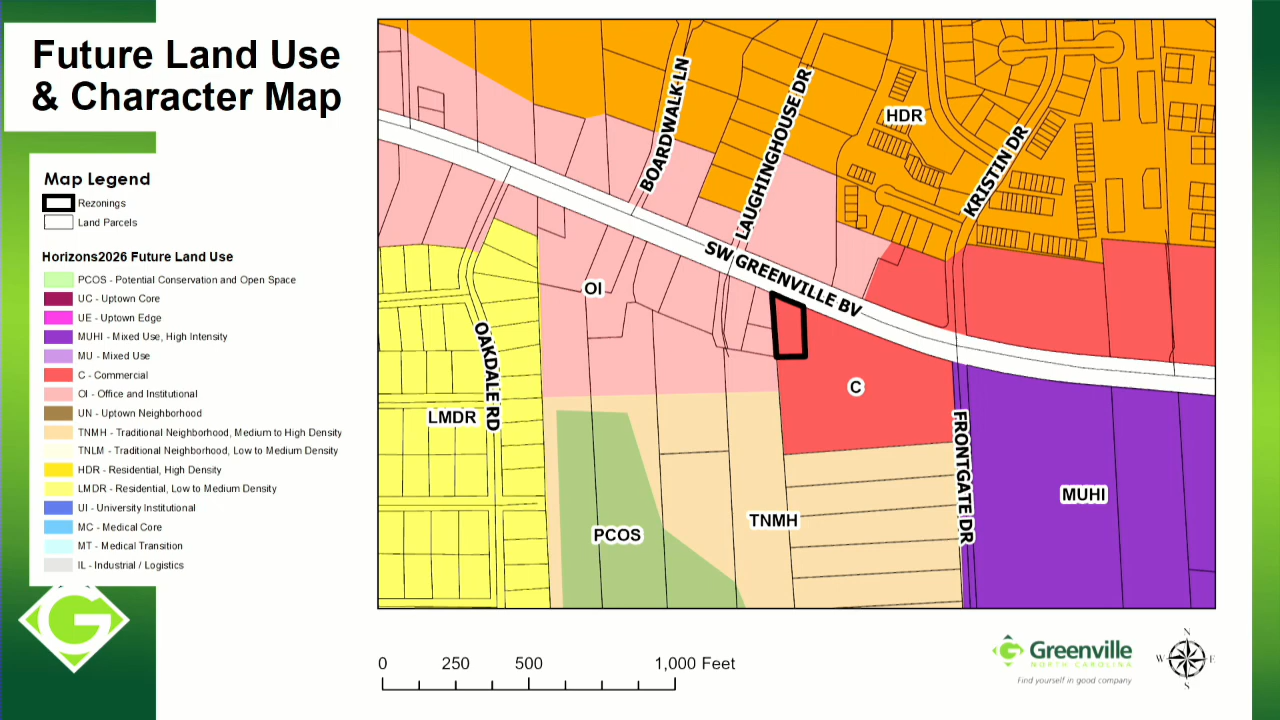 Future Land Use
& Character Map
Map Legend
Rezonings
Land Parcels
Horizons2026 Future Land Use
PCOS - Potential Conservation and Open Space
UC - Uptown Core
UE - Uptown Edge
MUHI - Mixed Use, High Intensity
MU - Mixed Use
C - Commercial
OI - Office and Institutional
UN - Uptown Neighborhood
TNMH - Traditional Neighborhood, Medium to High Density
TNLM - Traditional Neighborhood, Low to Medium Density
HDR - Residential, High Density
LMDR - Residential, Low to Medium Density
UI - University Institutional
MC - Medical Core
MT - Medical Transition
IL - Industrial / Logistics
G
BOARDWALK LN
LAUGHINGHOUSE DR
HDR
KRISTIN DR
SW GREENVILLE BV
OI
OAKDALE RD
C
LMDR
FRONTGATE DR
MUHI
TNMH
PCOS
0 250 500 1,000 Feet
G Greenville
NORTH CAROLINA
Find yourself in good company
N
W E
S